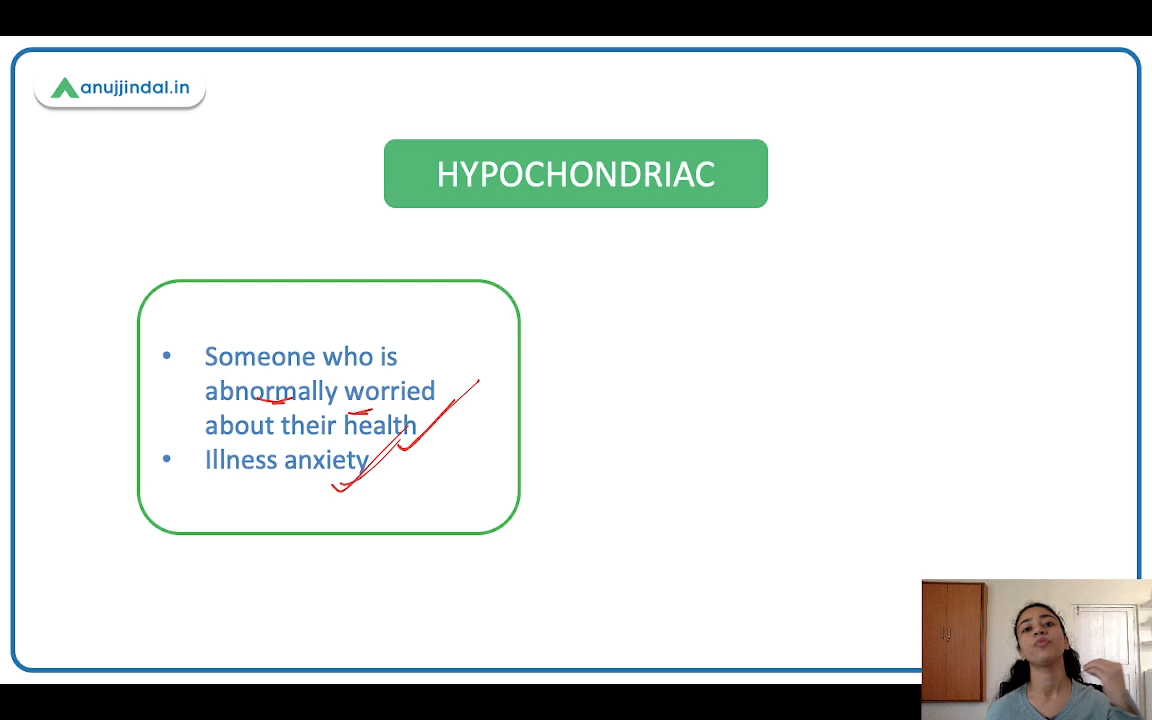 anujjindal.in
HYPOCHONDRIAC
• Someone who is
abnormally worried
about their health
• Illness anxiety